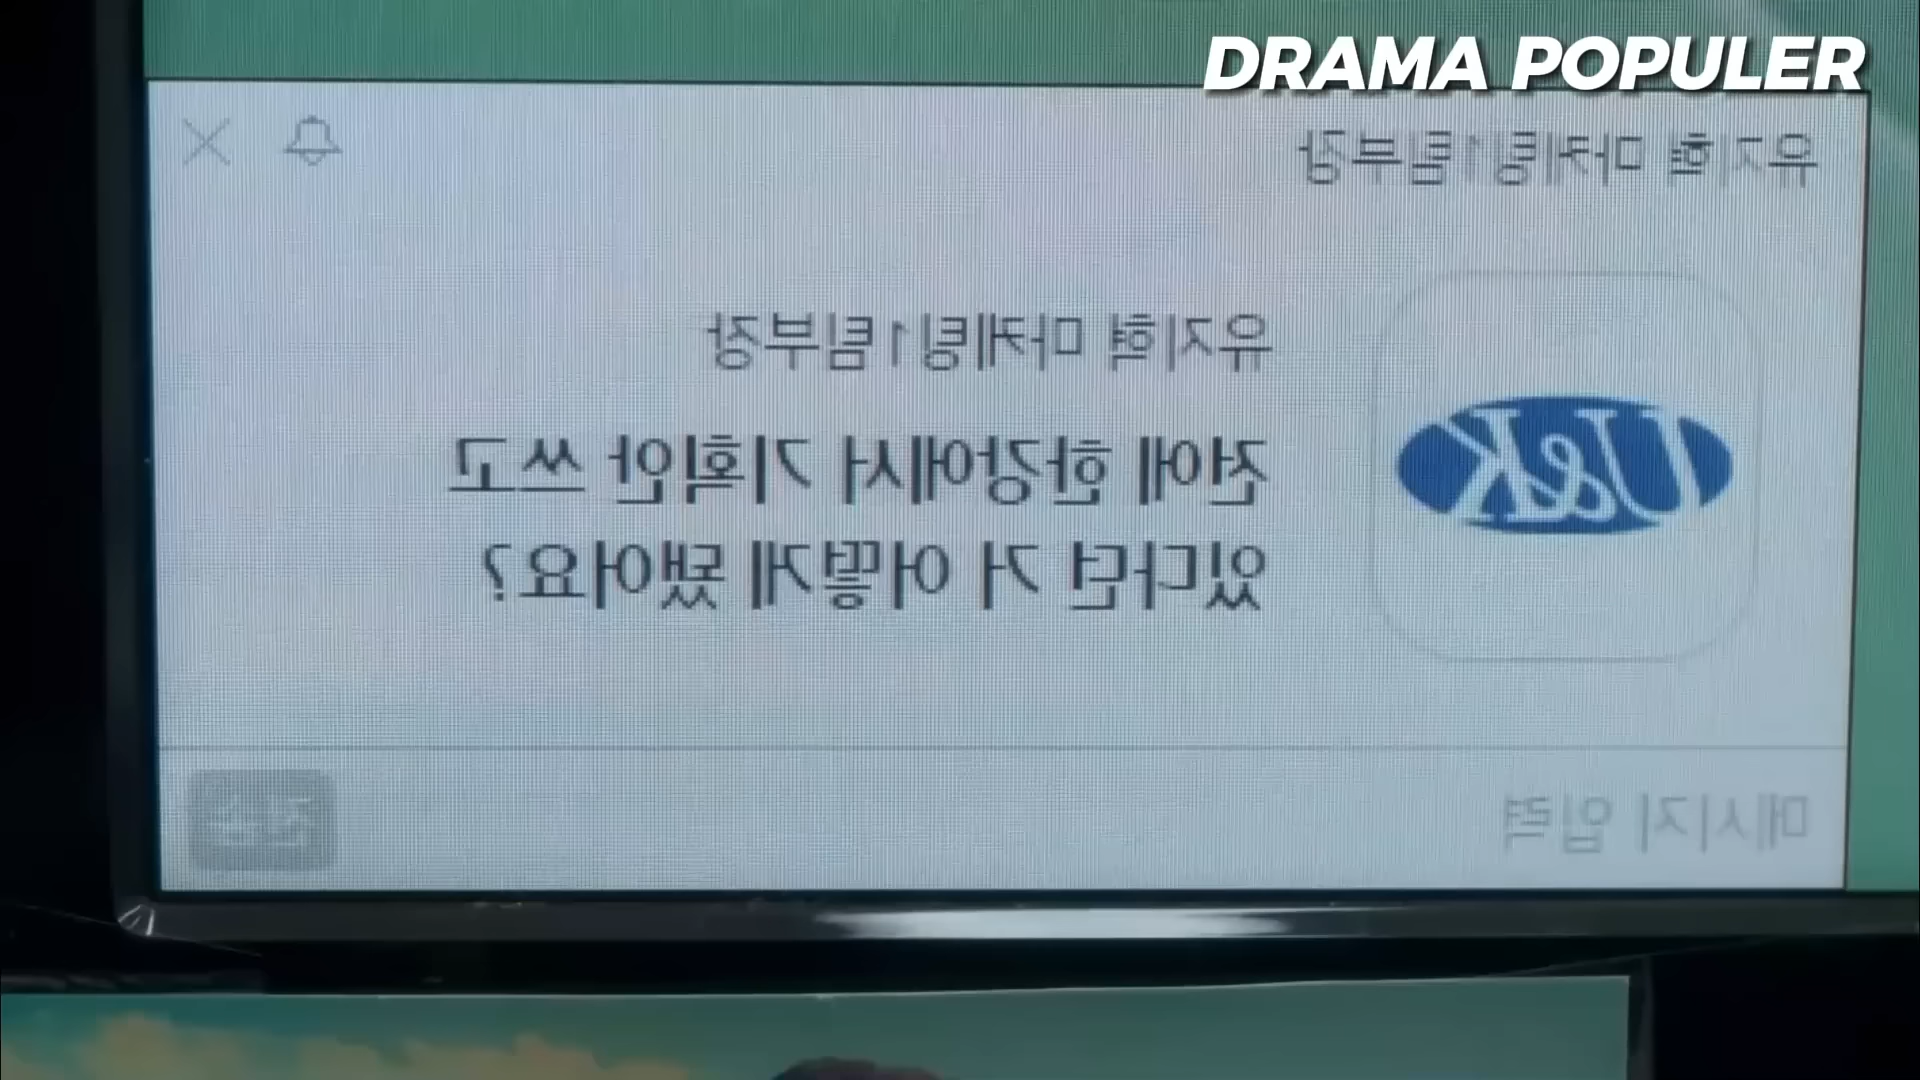 DRAMA POPULER
유지혁 마케팅1팀부장
유지혁 마케팅1팀부장
전에 한강에서 기획안 쓰고
있다던 거 어떻게 됐어요?
U&K
메시지 입력
전송